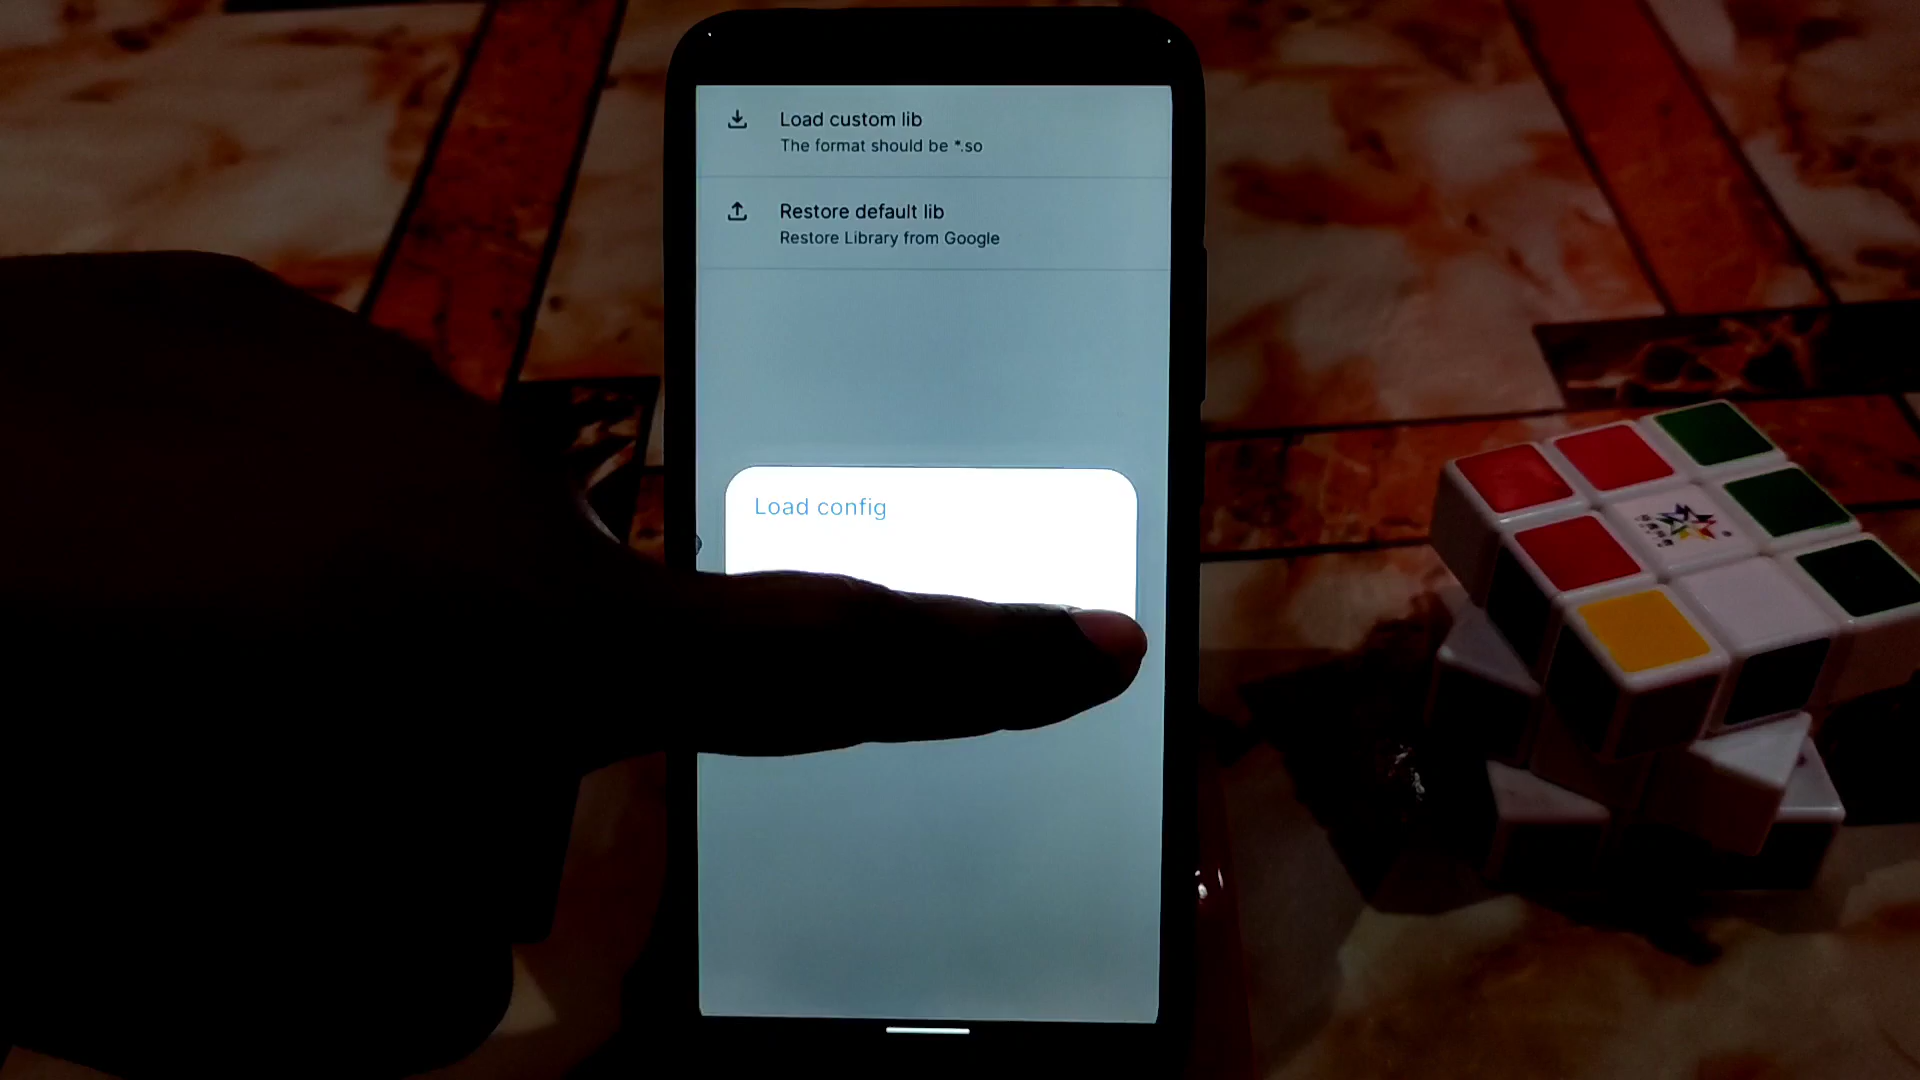 Load custom lib
The format should be *.so
Restore default lib
Restore Library from Google
Load config